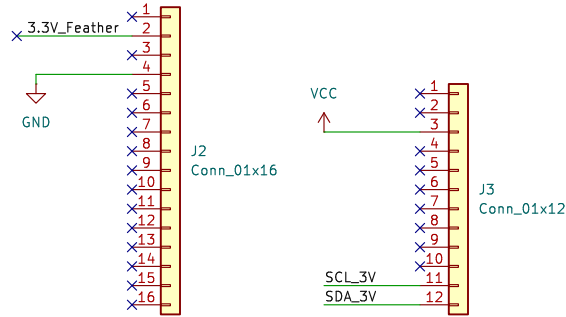 1
3.3V_Feather 2
3
4
GND
5
6
7
8
9
10
11
12
13
14
15
16
J2
Conn_01x16
VCC
1
2
3
4
5
6
7
8
9
10
SCL_3V 11
SDA_3V 12
J3
Conn_01x12